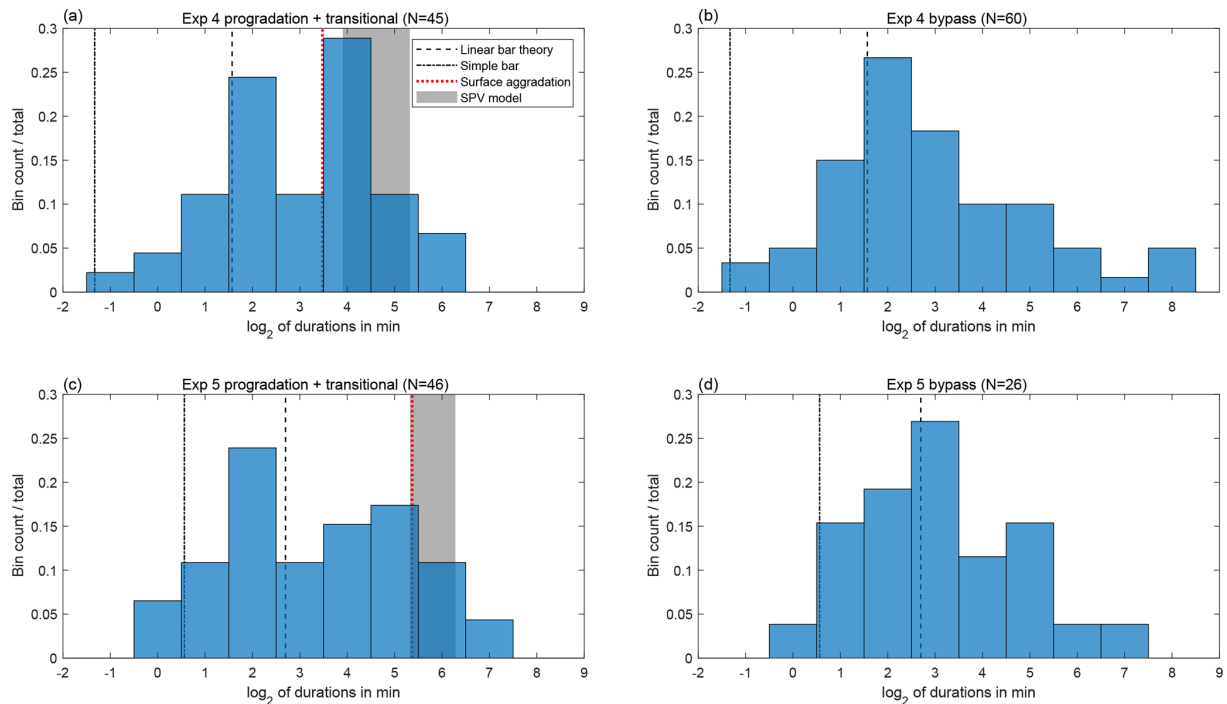 (a)
Exp 4 progradation + transitional (N=45)
0.3
0.25
0.2
0.15
0.1
0.05
0
Bin count / total
-2 -1 0 1 2 3 4 5 6 7 8 9
log2 of durations in min
Linear bar theory
Simple bar
Surface aggradation
SPV model
(b)
Exp 4 bypass (N=60)
0.3
0.25
0.2
0.15
0.1
0.05
0
Bin count / total
-2 -1 0 1 2 3 4 5 6 7 8 9
log2 of durations in min
(c)
Exp 5 progradation + transitional (N=46)
0.3
0.25
0.2
0.15
0.1
0.05
0
Bin count / total
-2 -1 0 1 2 3 4 5 6 7 8 9
log2 of durations in min
(d)
Exp 5 bypass (N=26)
0.3
0.25
0.2
0.15
0.1
0.05
0
Bin count / total
-2 -1 0 1 2 3 4 5 6 7 8 9
log2 of durations in min